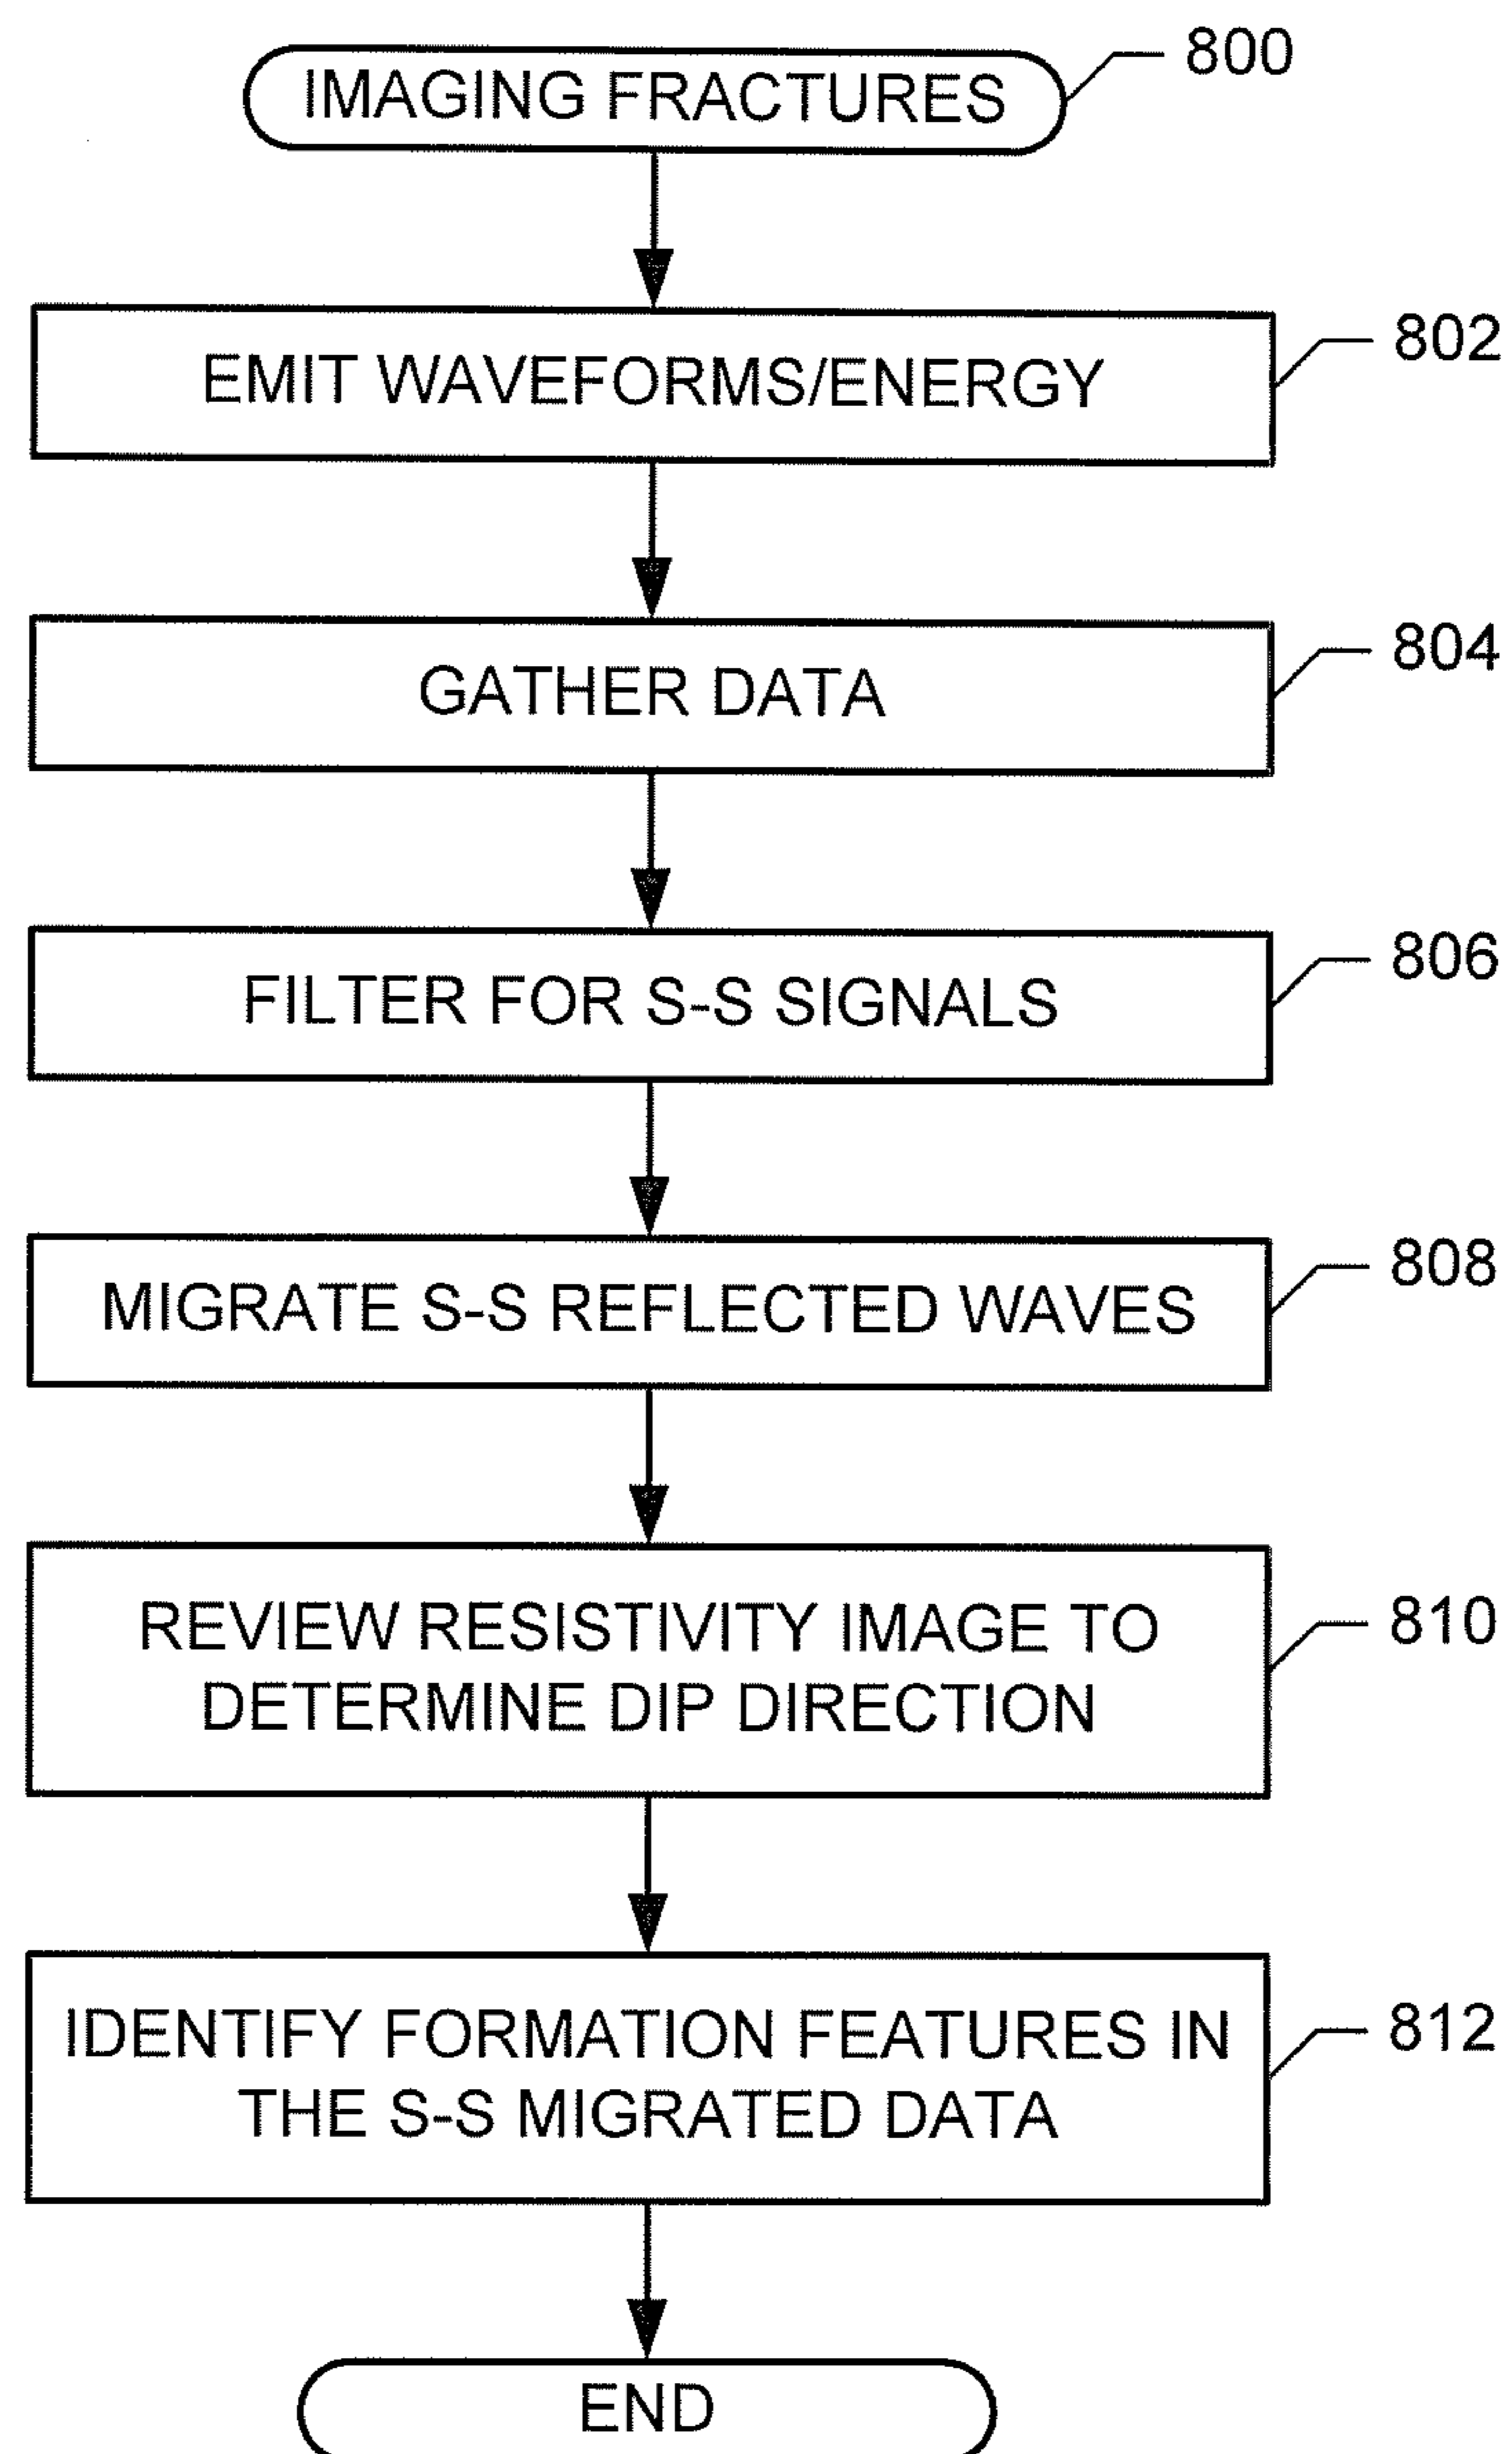 IMAGING FRACTURES
800
EMIT WAVEFORMS/ENERGY
802
GATHER DATA
804
FILTER FOR S-S SIGNALS
806
MIGRATE S-S REFLECTED WAVES
808
REVIEW RESISTIVITY IMAGE TO
DETERMINE DIP DIRECTION
810
IDENTIFY FORMATION FEATURES IN
THE S-S MIGRATED DATA
812
END